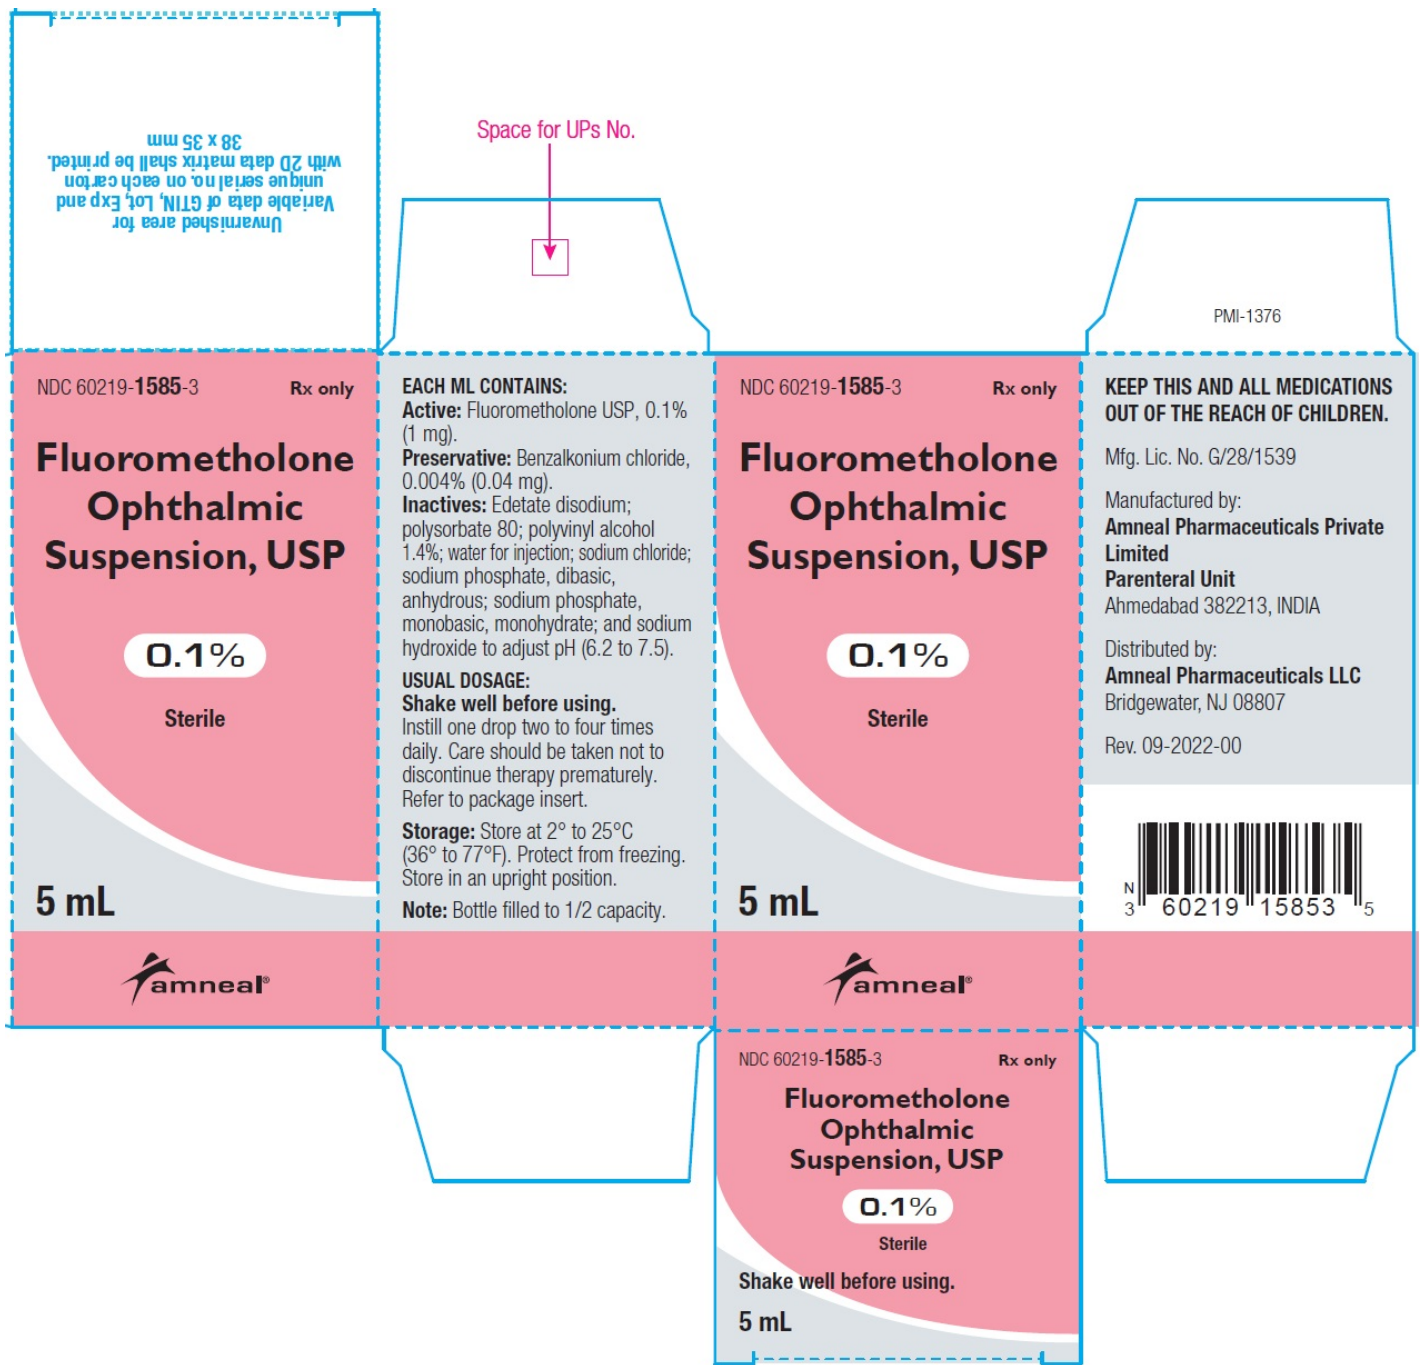 Unvarnished area for
Variable data of GTIN, Lot, Exp and
unique serial no. on each carton
with 2D data matrix shall be printed.
38 x 35 mm
Space for UPs No.
PMI-1376
NDC 60219-1585-3 Rx only
Fluorometholone
Ophthalmic
Suspension, USP
0.1%
Sterile
5 mL
amneal®
EACH ML CONTAINS:
Active: Fluorometholone USP, 0.1%
(1 mg).
Preservative: Benzalkonium chloride,
0.004% (0.04 mg).
Inactives: Edetate disodium;
polysorbate 80; polyvinyl alcohol
1.4%; water for injection; sodium chloride;
sodium phosphate, dibasic,
anhydrous; sodium phosphate,
monobasic, monohydrate; and sodium
hydroxide to adjust pH (6.2 to 7.5).
USUAL DOSAGE:
Shake well before using.
Instill one drop two to four times
daily. Care should be taken not to
discontinue therapy prematurely.
Refer to package insert.
Storage: Store at 2° to 25°C
(36° to 77°F). Protect from freezing.
Store in an upright position.
Note: Bottle filled to 1/2 capacity.
NDC 60219-1585-3 Rx only
Fluorometholone
Ophthalmic
Suspension, USP
0.1%
Sterile
5 mL
amneal®
KEEP THIS AND ALL MEDICATIONS
OUT OF THE REACH OF CHILDREN.
Mfg. Lic. No. G/28/1539
Manufactured by:
Amneal Pharmaceuticals Private
Limited
Parenteral Unit
Ahmedabad 382213, INDIA
Distributed by:
Amneal Pharmaceuticals LLC
Bridgewater, NJ 08807
Rev. 09-2022-00
N
3 60219 15853 5
NDC 60219-1585-3 Rx only
Fluorometholone
Ophthalmic
Suspension, USP
0.1%
Sterile
Shake well before using.
5 mL